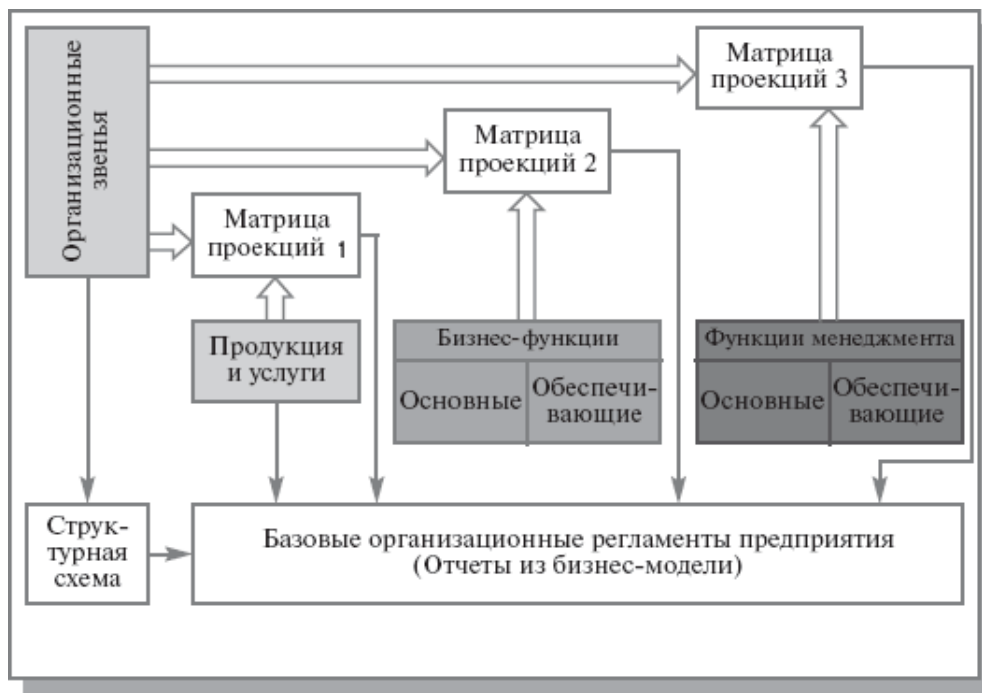 Организационные
звенья
Матрица
проекций 3
Матрица
проекций 2
Матрица
проекций 1
Продукция
и услуги
Бизнес-функции
Основные
Обеспечи-
вающие
Функции менеджмента
Основные
Обеспечи-
вающие
Струк-
турная
схема
Базовые организационные регламенты предприятия
(Отчеты из бизнес-модели)